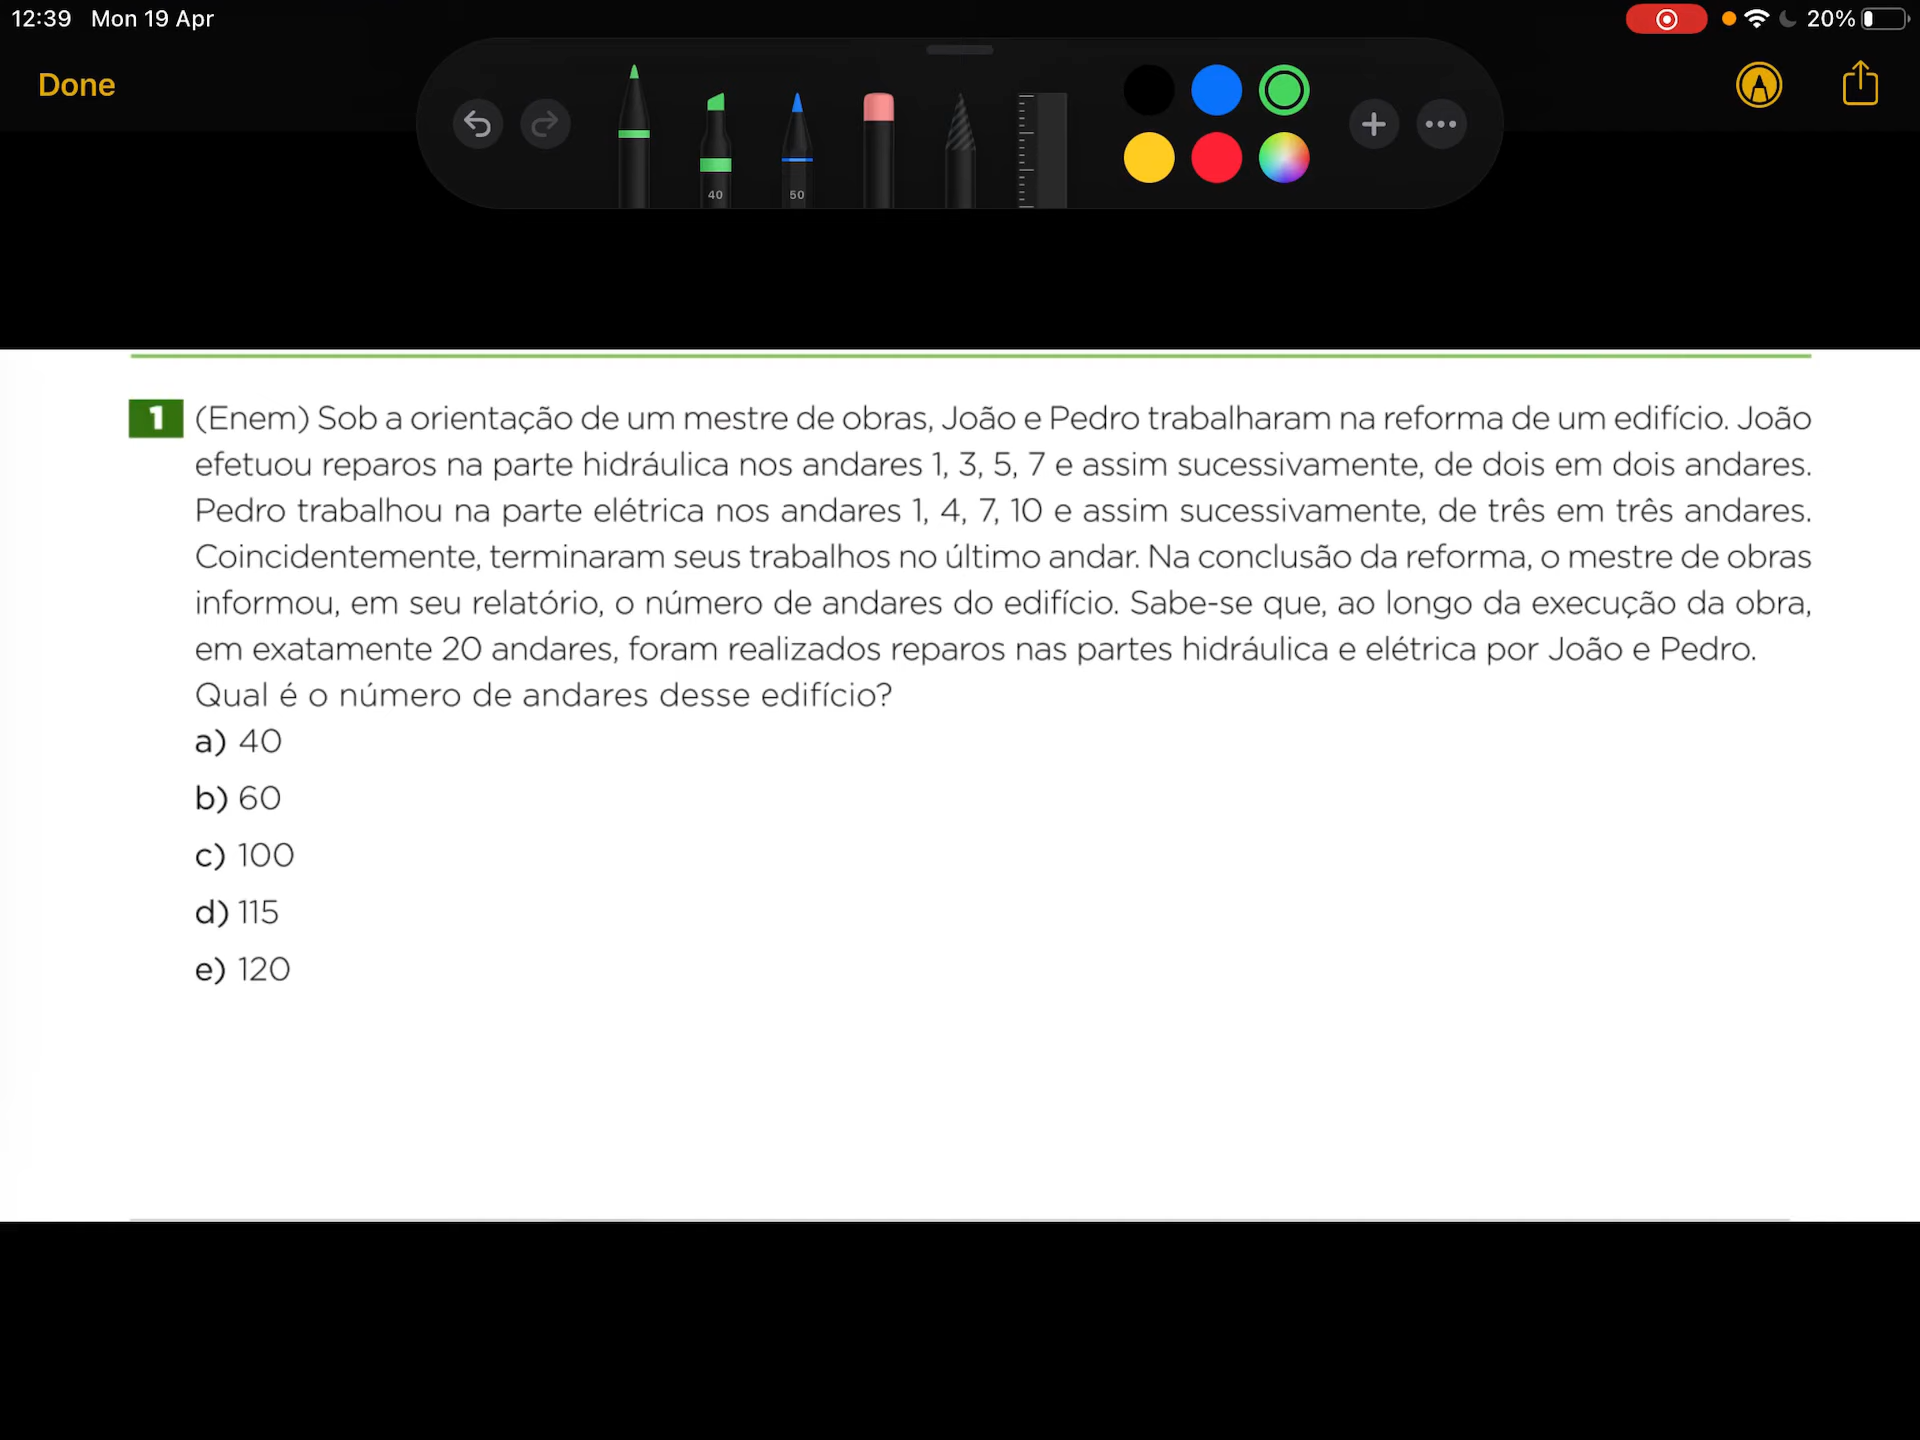 12:39 Mon 19 Apr
20%
Done
40
50
1 (Enem) Sob a orientação de um mestre de obras, João e Pedro trabalharam na reforma de um edifício. João
efetuou reparos na parte hidráulica nos andares 1, 3, 5, 7 e assim sucessivamente, de dois em dois andares.
Pedro trabalhou na parte elétrica nos andares 1, 4, 7, 10 e assim sucessivamente, de três em três andares.
Coincidentemente, terminaram seus trabalhos no último andar. Na conclusão da reforma, o mestre de obras
informou, em seu relatório, o número de andares do edifício. Sabe-se que, ao longo da execução da obra,
em exatamente 20 andares, foram realizados reparos nas partes hidráulica e elétrica por João e Pedro.
Qual é o número de andares desse edifício?
a) 40
b) 60
c) 100
d) 115
e) 120